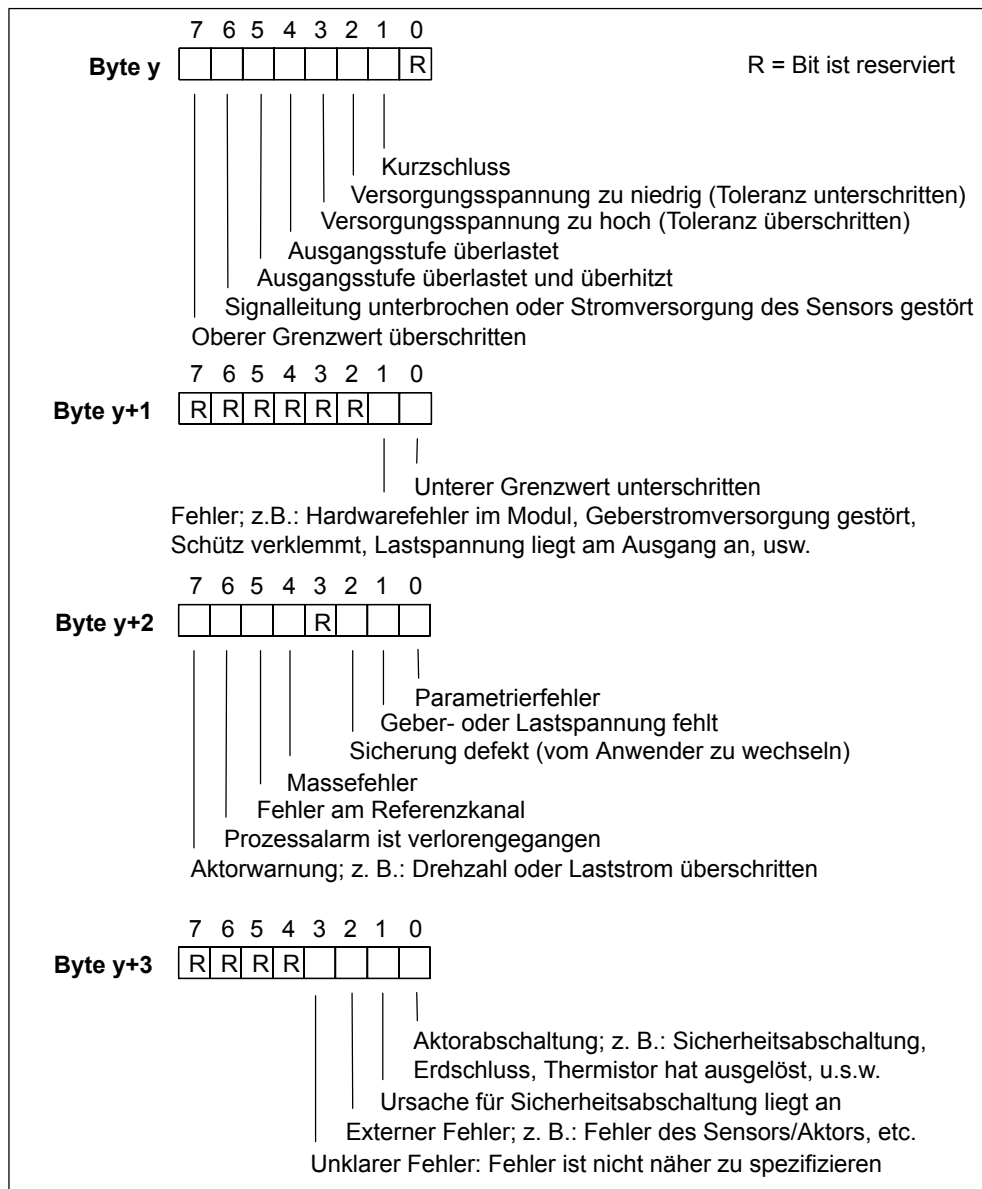 7 6 5 4 3 2 1 0
Byte y R R = Bit ist reserviert
Kurzschluss
Versorgungsspannung zu niedrig (Toleranz unterschritten)
Versorgungsspannung zu hoch (Toleranz überschritten)
Ausgangsstufe überlastet
Ausgangsstufe überlastet und überhitzt
Signalleitung unterbrochen oder Stromversorgung des Sensors gestört
Oberer Grenzwert überschritten
7 6 5 4 3 2 1 0
Byte y+1 R R R R R R
Unterer Grenzwert unterschritten
Fehler; z.B.: Hardwarefehler im Modul, Geberstromversorgung gestört,
Schütz verklemmt, Lastspannung liegt am Ausgang an, usw.
7 6 5 4 3 2 1 0
Byte y+2 R
Parametrierfehler
Geber- oder Lastspannung fehlt
Sicherung defekt (vom Anwender zu wechseln)
Massefehler
Fehler am Referenzkanal
Prozessalarm ist verlorengegangen
Aktorwarnung; z. B.: Drehzahl oder Laststrom überschritten
7 6 5 4 3 2 1 0
Byte y+3 R R R R
Aktorabschaltung; z. B.: Sicherheitsabschaltung,
Erdschluss, Thermistor hat ausgelöst, u.s.w.
Ursache für Sicherheitsabschaltung liegt an
Externer Fehler; z. B.: Fehler des Sensors/Aktors, etc.
Unklarer Fehler: Fehler ist nicht näher zu spezifizieren